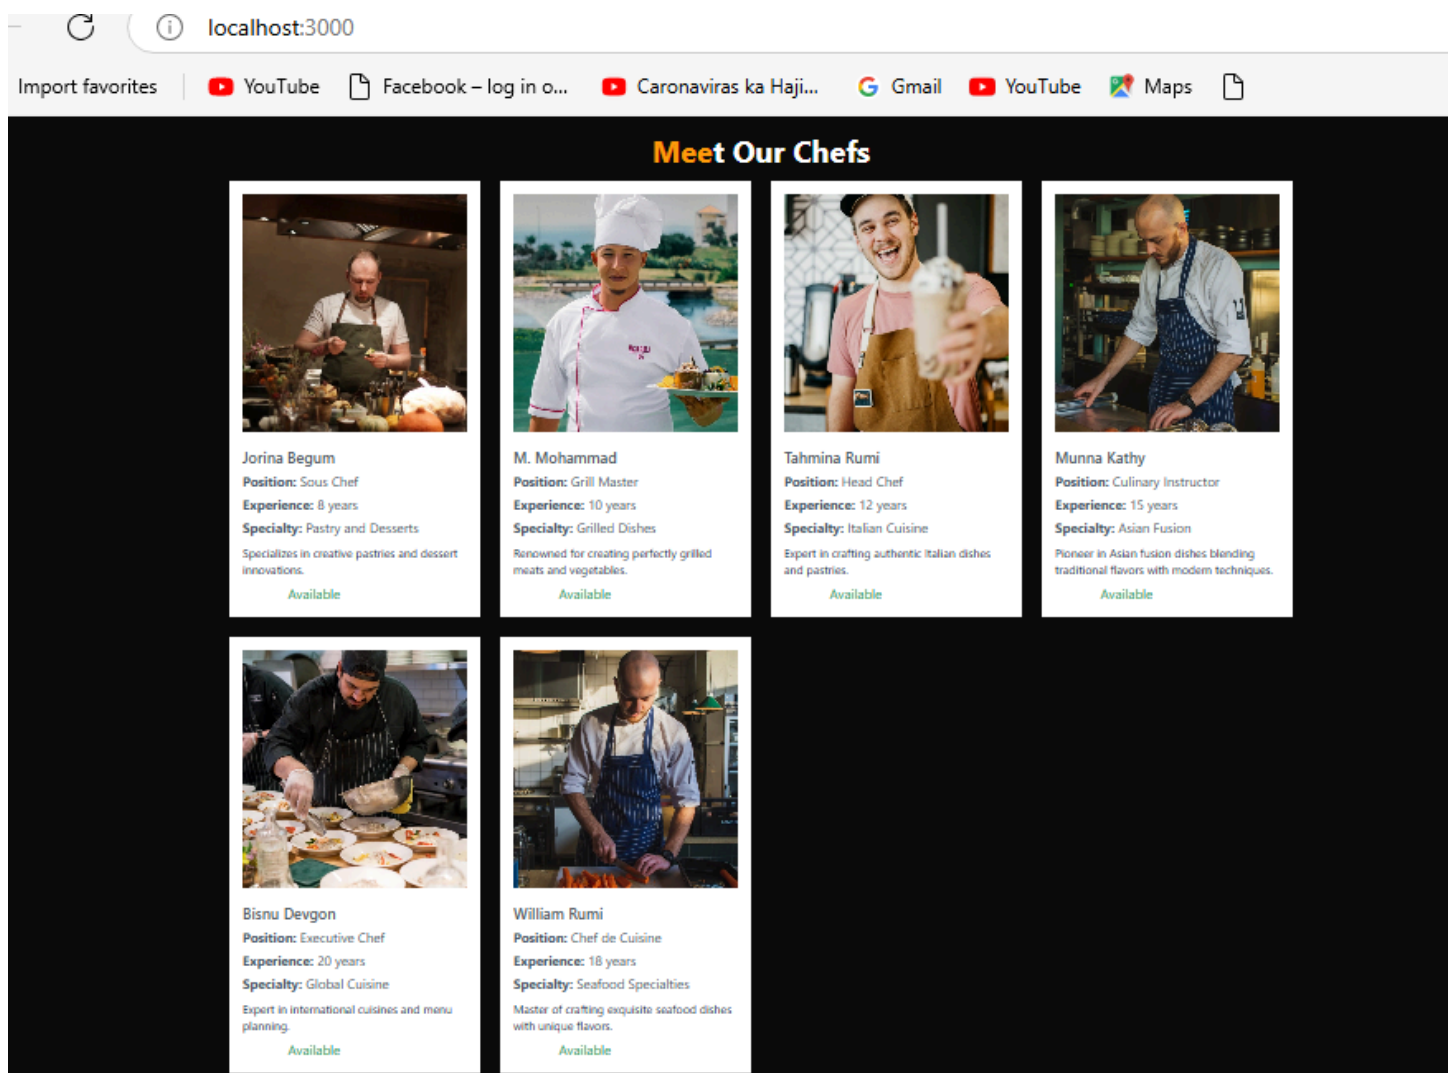 localhost:3000
Import favorites
YouTube
Facebook – log in o...
Caronaviras ka Haji...
Gmail
YouTube
Maps
Meet Our Chefs
Jorina Begum
Position: Sous Chef
Experience: 8 years
Specialty: Pastry and Desserts
Specializes in creative pastries and dessert
innovations.
Available
M. Mohammad
Position: Grill Master
Experience: 10 years
Specialty: Grilled Dishes
Renowned for creating perfectly grilled
meats and vegetables.
Available
Tahmina Rumi
Position: Head Chef
Experience: 12 years
Specialty: Italian Cuisine
Expert in crafting authentic Italian dishes
and pastries.
Available
Munna Kathy
Position: Culinary Instructor
Experience: 15 years
Specialty: Asian Fusion
Pioneer in Asian fusion dishes blending
traditional flavors with modern techniques.
Available
Bisnu Devgon
Position: Executive Chef
Experience: 20 years
Specialty: Global Cuisine
Expert in international cuisines and menu
planning.
Available
William Rumi
Position: Chef de Cuisine
Experience: 18 years
Specialty: Seafood Specialties
Master of crafting exquisite seafood dishes
with unique flavors.
Available